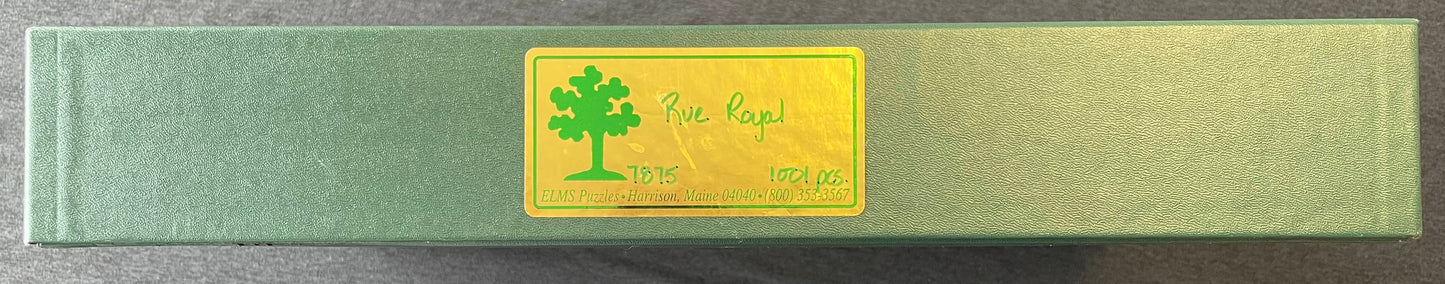 Rue Royal
7875 1001 pcs.
ELMS Puzzles • Harrison, Maine 04040 • (800) 353-3567